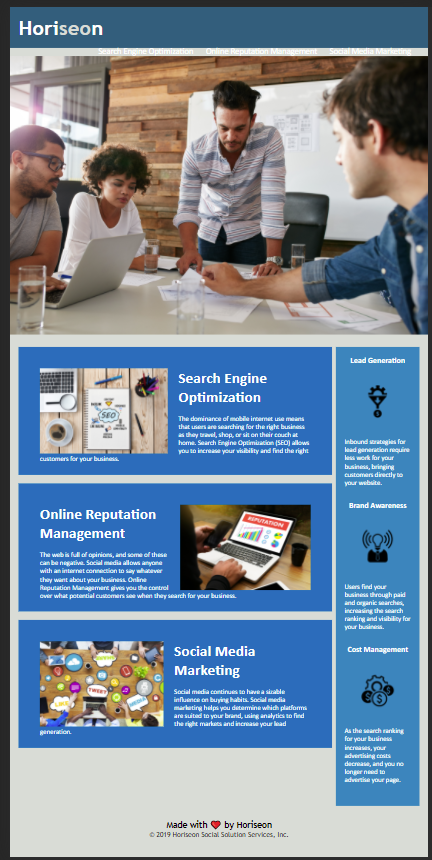 Horiseon
Search Engine Optimization Online Reputation Management Social Media Marketing
Search Engine
Optimization
The dominance of mobile internet use means
that users are searching for the right business
as they travel, shop, or sit on their couch at
home. Search Engine Optimization (SEO) allows
you to increase your visibility and find the right
customers for your business.
SEO
Online Reputation
Management
The web is full of opinions, and some of these
can be negative. Social media allows anyone
with an internet connection to say whatever
they want about your business. Online
Reputation Management gives you the control
over what potential customers see when they search for your business.
REPUTATION
Social Media
Marketing
Social media continues to have a sizable
influence on buying habits. Social media
marketing helps you determine which platforms
are suited to your brand, using analytics to find
the right markets and increase your lead
generation.
TWEET
LIKE
Lead Generation
Inbound strategies for
lead generation require
less work for your
business, bringing
customers directly to
your website.
Brand Awareness
Users find your
business through paid
and organic searches,
increasing the search
ranking and visibility for
your business.
Cost Management
As the search ranking
for your business
increases, your
advertising costs
decrease, and you no
longer need to
advertise your page.
Made with ❤️ by Horiseon
© 2019 Horiseon Social Solution Services, Inc.